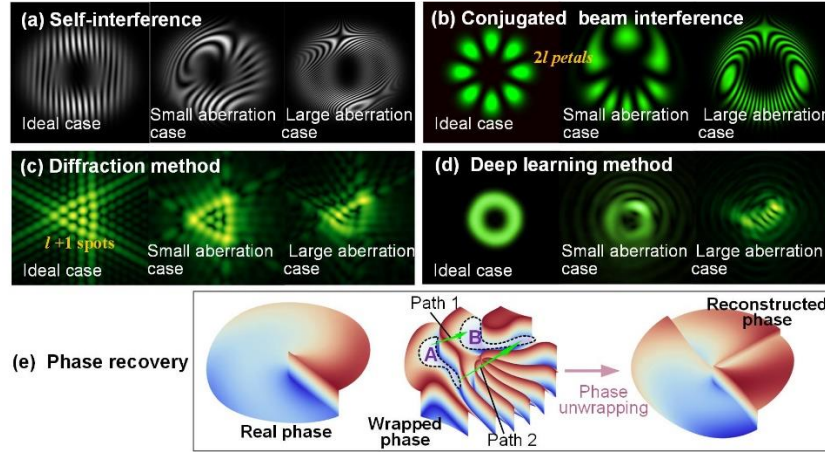 (a) Self-interference
Ideal case
Small aberration
case
Large aberration
case
(b) Conjugated beam interference
2l petals
Ideal case
Small aberration
case
Large aberration
case
(c) Diffraction method
l +1 spots
Ideal case
Small aberration
case
Large aberration
case
(d) Deep learning method
Ideal case
Small aberration
case
Large aberration
case
(e) Phase recovery
Real phase
Path 1
A
B
Wrapped
phase
Path 2
Phase
unwrapping
Reconstructed
phase